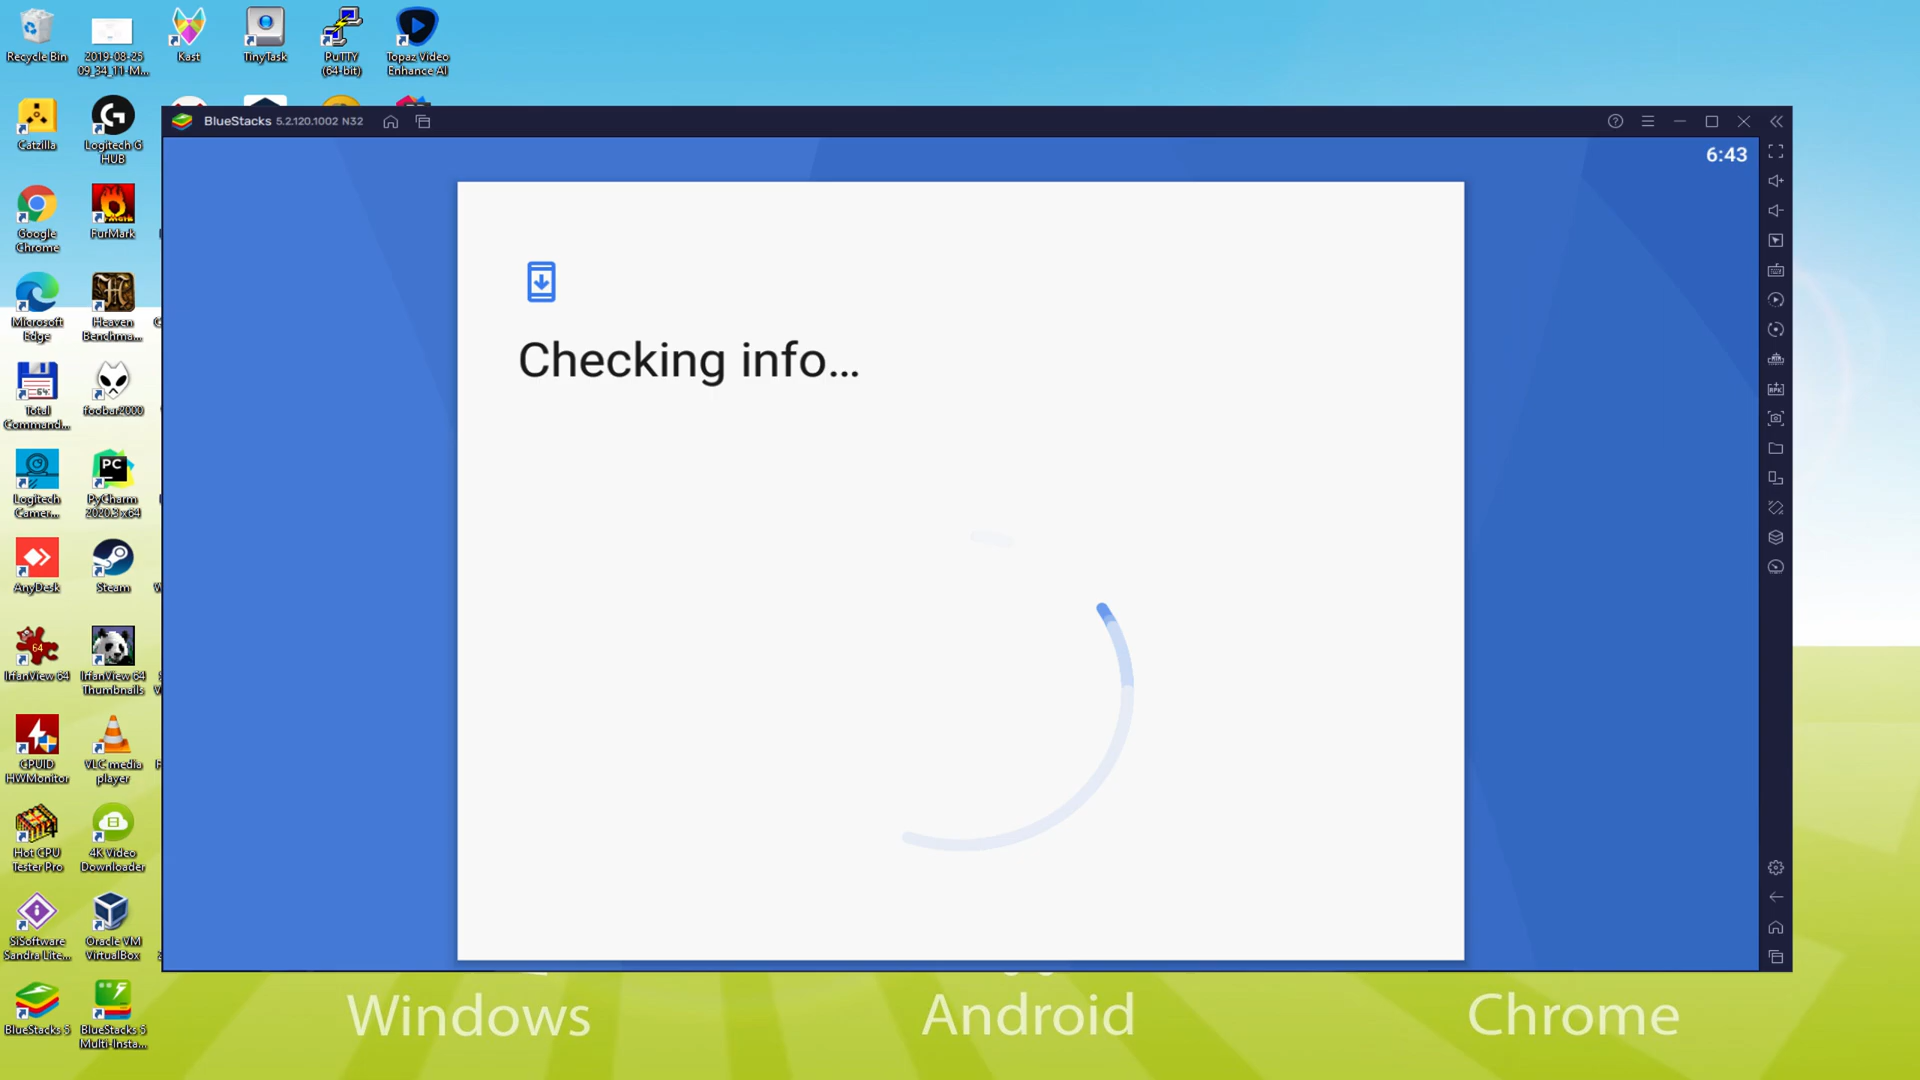 Recycle Bin
2019-08-25
09_34_11-M...
Kast
TinyTask
PuTTY
(64-bit)
Topaz Video
Enhance AI
Catzilla
Logitech G
HUB
Google
Chrome
FurMark
Microsoft
Edge
Heaven
Benchma...
64
Total
Command...
foobar2000
Logitech
Camer...
PC
PyCharm
2020.3 x64
AnyDesk
Steam
64
IrfanView 64
IrfanView 64
Thumbnails
CPUID
HWMonitor
VLC media
player
4
Hot CPU
Tester Pro
4K Video
Downloader
SiSoftware
Sandra Lite...
Oracle VM
VirtualBox
BlueStacks 5
BlueStacks 5
Multi-Insta...
BlueStacks 5.2.120.1002 N32
6:43
Checking info...
Windows
Android
Chrome